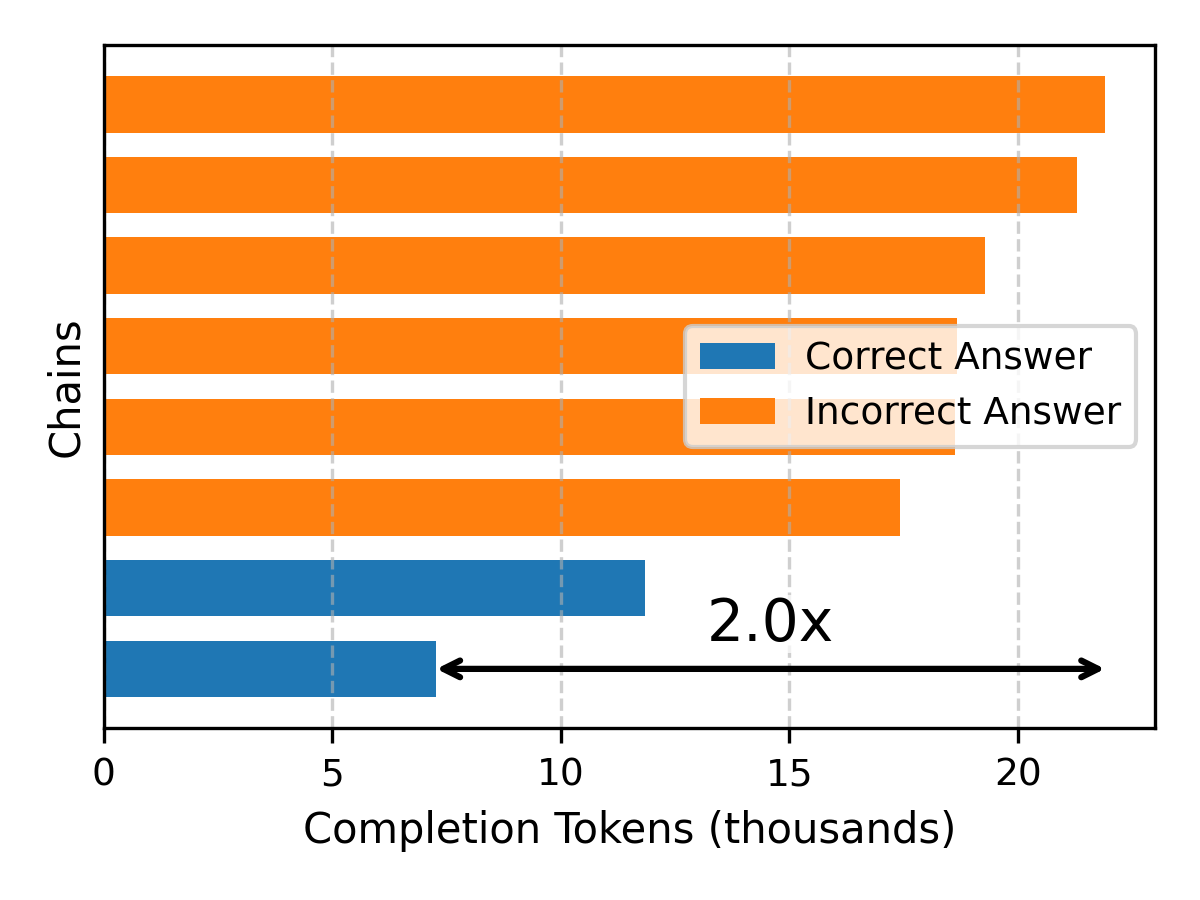 Chains
Correct Answer
Incorrect Answer
2.0x
0 5 10 15 20
Completion Tokens (thousands)